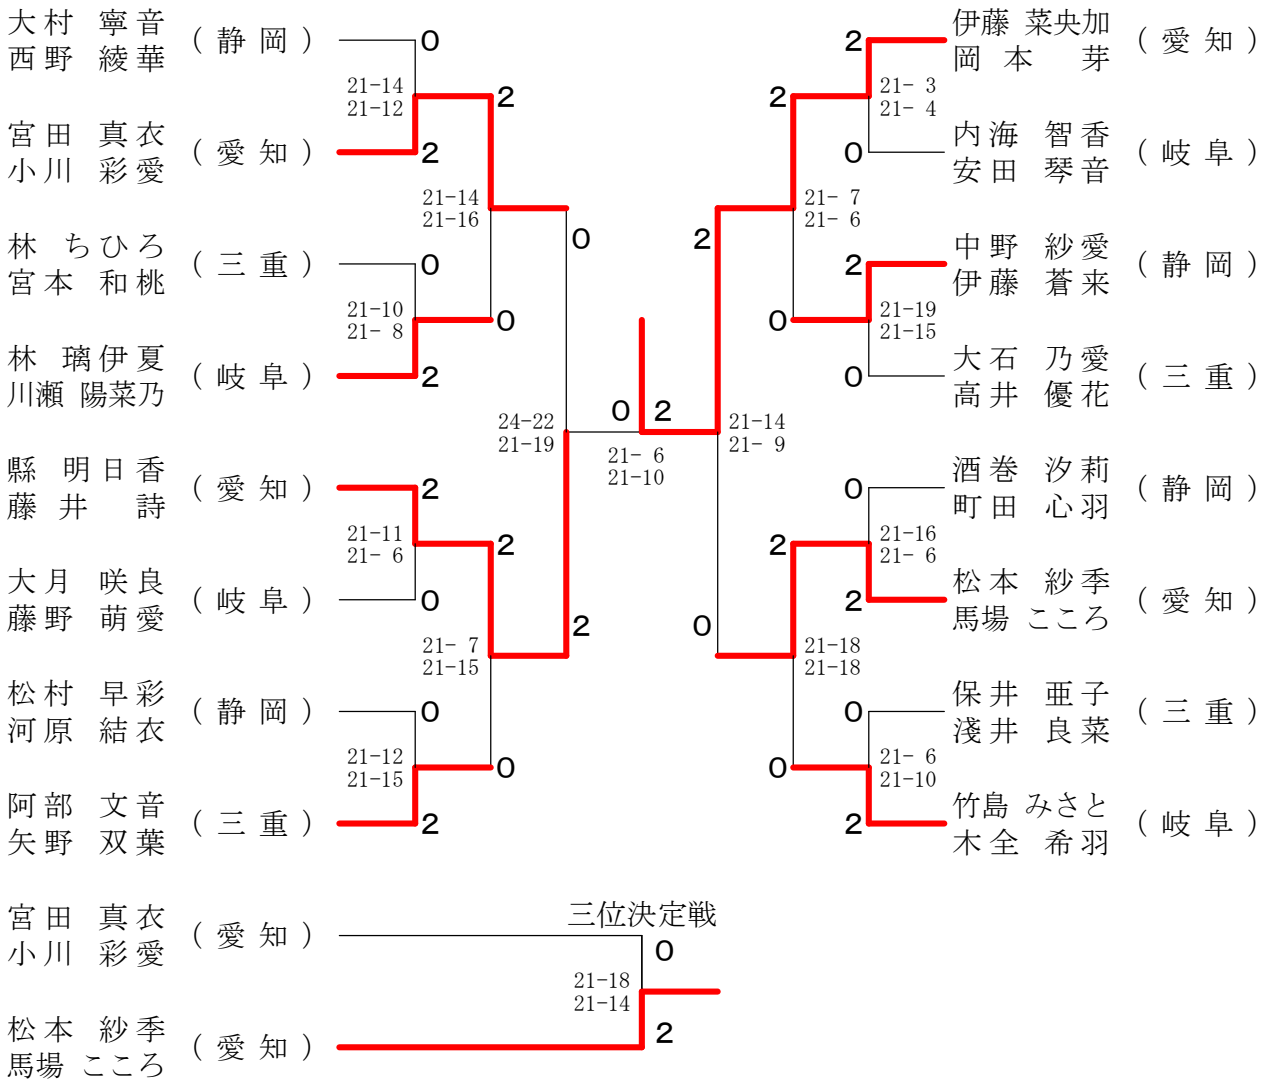 大村 寧音
西野 綾華
(静岡)
0
21-14
21-12
2
宮田 真衣
小川 彩愛
(愛知)
2
21-14
21-16
0
林 ちひろ
宮本 和桃
(三重)
0
21-10
21- 8
0
林 璃伊夏
川瀬 陽菜乃
(岐阜)
2
24-22
21-19
縣 明日香
藤井 詩
(愛知)
2
21-11
21- 6
2
大月 咲良
藤野 萌愛
(岐阜)
0
21- 7
21-15
2
松村 早彩
河原 結衣
(静岡)
0
21-12
21-15
0
阿部 文音
矢野 双葉
(三重)
2
0 2
21- 6
21-10
伊藤 菜央加
岡本 芽
(愛知)
2
21- 3
21- 4
2
内海 智香
安田 琴音
(岐阜)
0
21- 7
21- 6
2
中野 紗愛
伊藤 蒼来
(静岡)
2
21-19
21-15
0
大石 乃愛
高井 優花
(三重)
0
21-14
21- 9
酒巻 汐莉
町田 心羽
(静岡)
0
21-16
21- 6
2
松本 紗季
馬場 こころ
(愛知)
2
21-18
21-18
0
保井 亜子
淺井 良菜
(三重)
0
21- 6
21-10
0
竹島 みさと
木全 希羽
(岐阜)
2
三位決定戦
宮田 真衣
小川 彩愛
(愛知)
0
21-18
21-14
松本 紗季
馬場 こころ
(愛知)
2